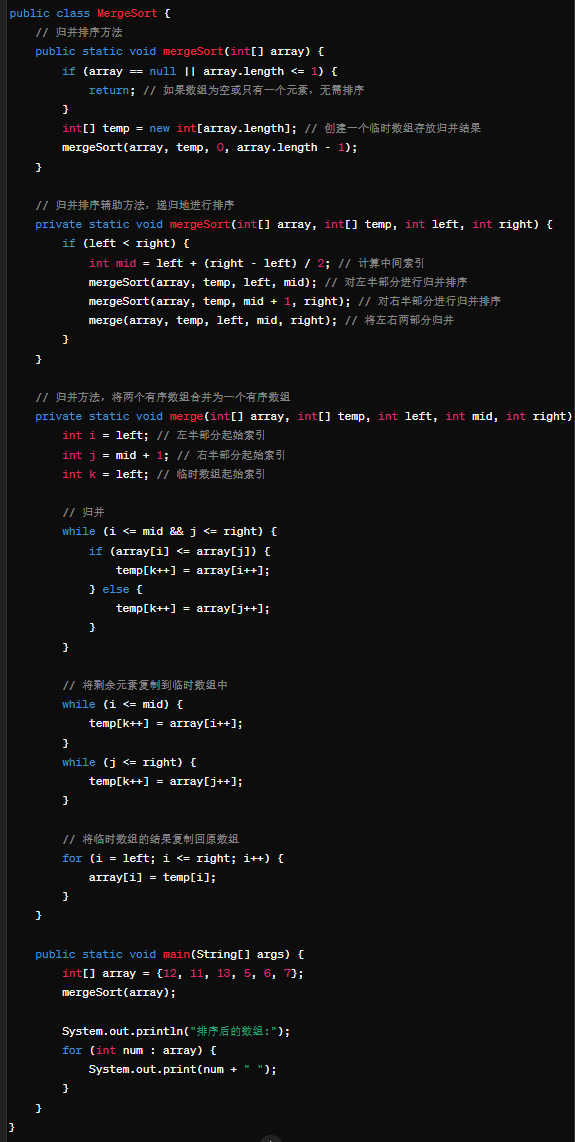 public class MergeSort {
    // 归并排序方法
    public static void mergeSort(int[] array) {
        if (array == null || array.length <= 1) {
            return; // 如果数组为空或只有一个元素，无需排序
        }
        int[] temp = new int[array.length]; // 创建一个临时数组存放归并结果
        mergeSort(array, temp, 0, array.length - 1);
    }

    // 归并排序辅助方法，递归地进行排序
    private static void mergeSort(int[] array, int[] temp, int left, int right) {
        if (left < right) {
            int mid = left + (right - left) / 2; // 计算中间索引
            mergeSort(array, temp, left, mid); // 对左半部分进行归并排序
            mergeSort(array, temp, mid + 1, right); // 对右半部分进行归并排序
            merge(array, temp, left, mid, right); // 将左右两部分归并
        }
    }

    // 归并方法，将两个有序数组合并为一个有序数组
    private static void merge(int[] array, int[] temp, int left, int mid, int right)
        int i = left; // 左半部分起始索引
        int j = mid + 1; // 右半部分起始索引
        int k = left; // 临时数组起始索引

        // 归并
        while (i <= mid && j <= right) {
            if (array[i] <= array[j]) {
                temp[k++] = array[i++];
            } else {
                temp[k++] = array[j++];
            }
        }

        // 将剩余元素复制到临时数组中
        while (i <= mid) {
            temp[k++] = array[i++];
        }
        while (j <= right) {
            temp[k++] = array[j++];
        }

        // 将临时数组的结果复制回原数组
        for (i = left; i <= right; i++) {
            array[i] = temp[i];
        }
    }

    public static void main(String[] args) {
        int[] array = {12, 11, 13, 5, 6, 7};
        mergeSort(array);

        System.out.println("排序后的数组:");
        for (int num : array) {
            System.out.print(num + " ");
        }
    }
}